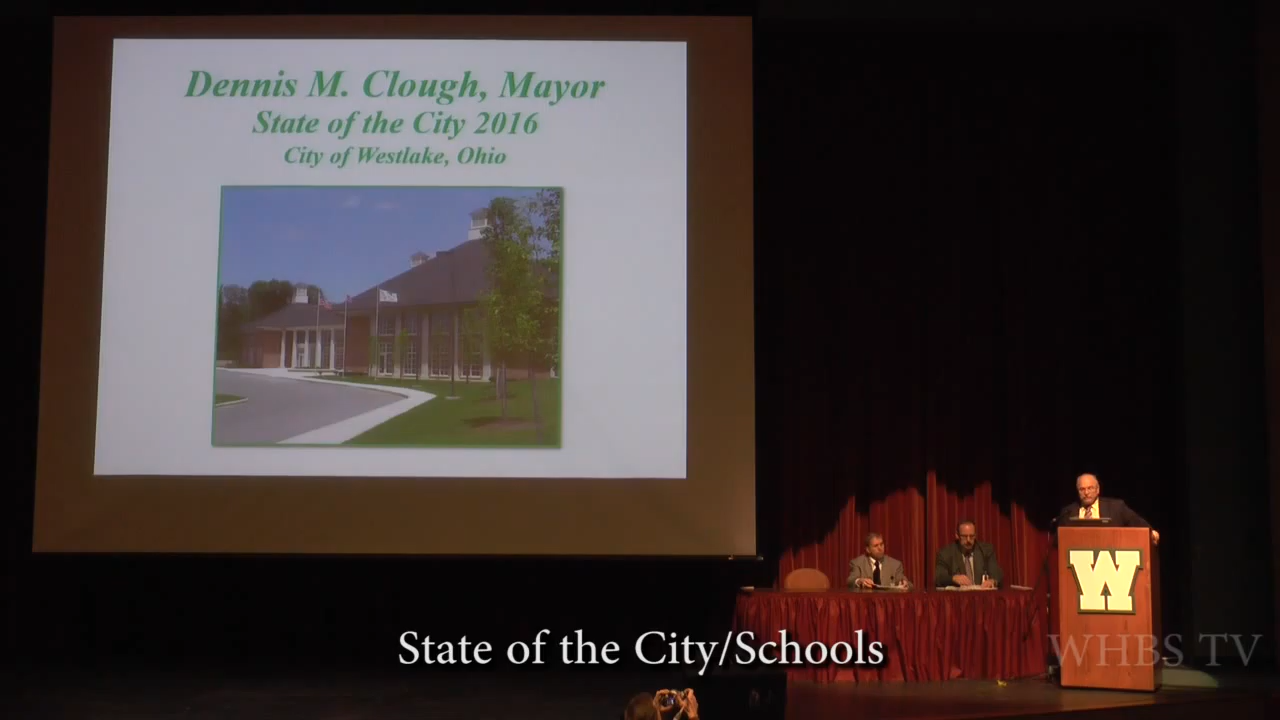 Dennis M. Clough, Mayor
State of the City 2016
City of Westlake, Ohio
W
State of the City/Schools
WHBS TV